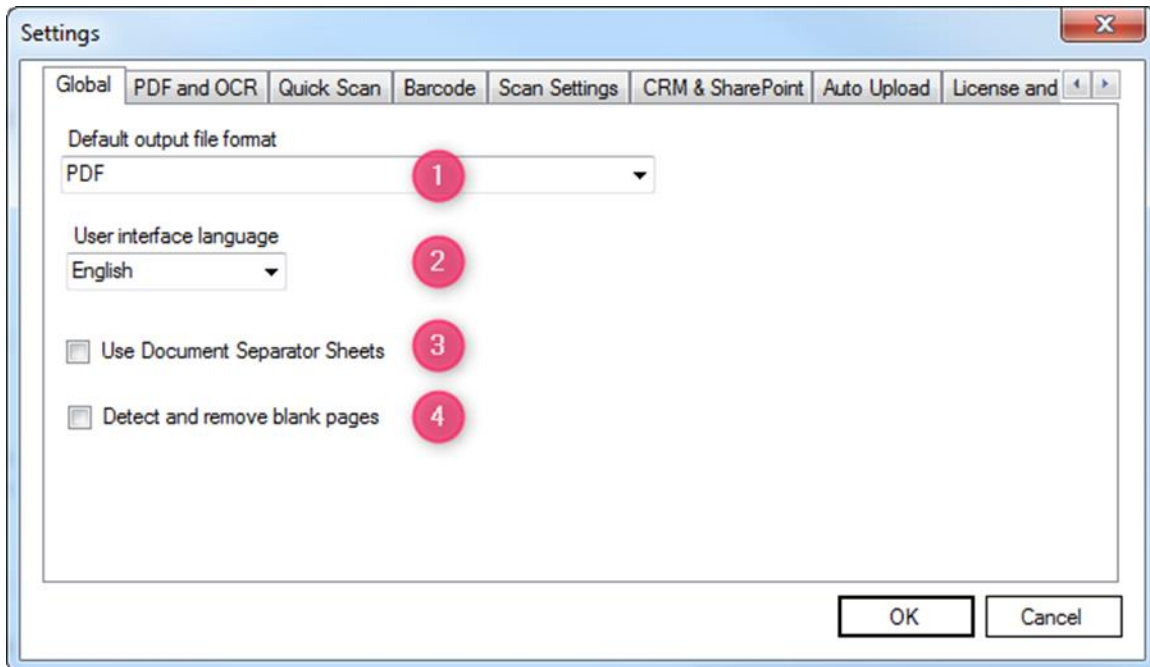 Settings
Global PDF and OCR Quick Scan Barcode Scan Settings CRM & SharePoint Auto Upload License and
Default output file format
PDF 1
User interface language
English 2
Use Document Separator Sheets 3
Detect and remove blank pages 4
OK Cancel